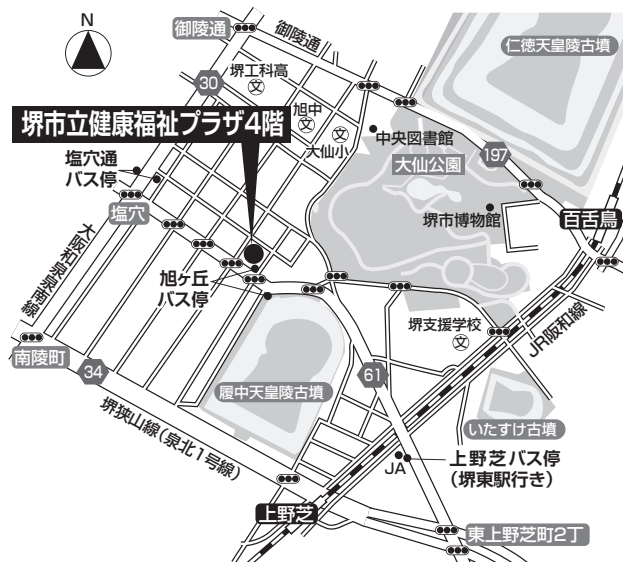 N
御陵通
御陵通
仁徳天皇陵古墳
堺工科高
文
30
旭中
文
文
大仙小
中央図書館
堺市立健康福祉プラザ4階
大仙公園
197
塩穴通
バス停
塩穴
堺市博物館
百舌鳥
大阪和泉泉南線
旭ヶ丘
バス停
堺支援学校
文
JR阪和線
南陵町
34
61
履中天皇陵古墳
いたすけ古墳
堺狭山線(泉北1号線)
JA
上野芝バス停
(堺東駅行き)
上野芝
東上野芝町2丁